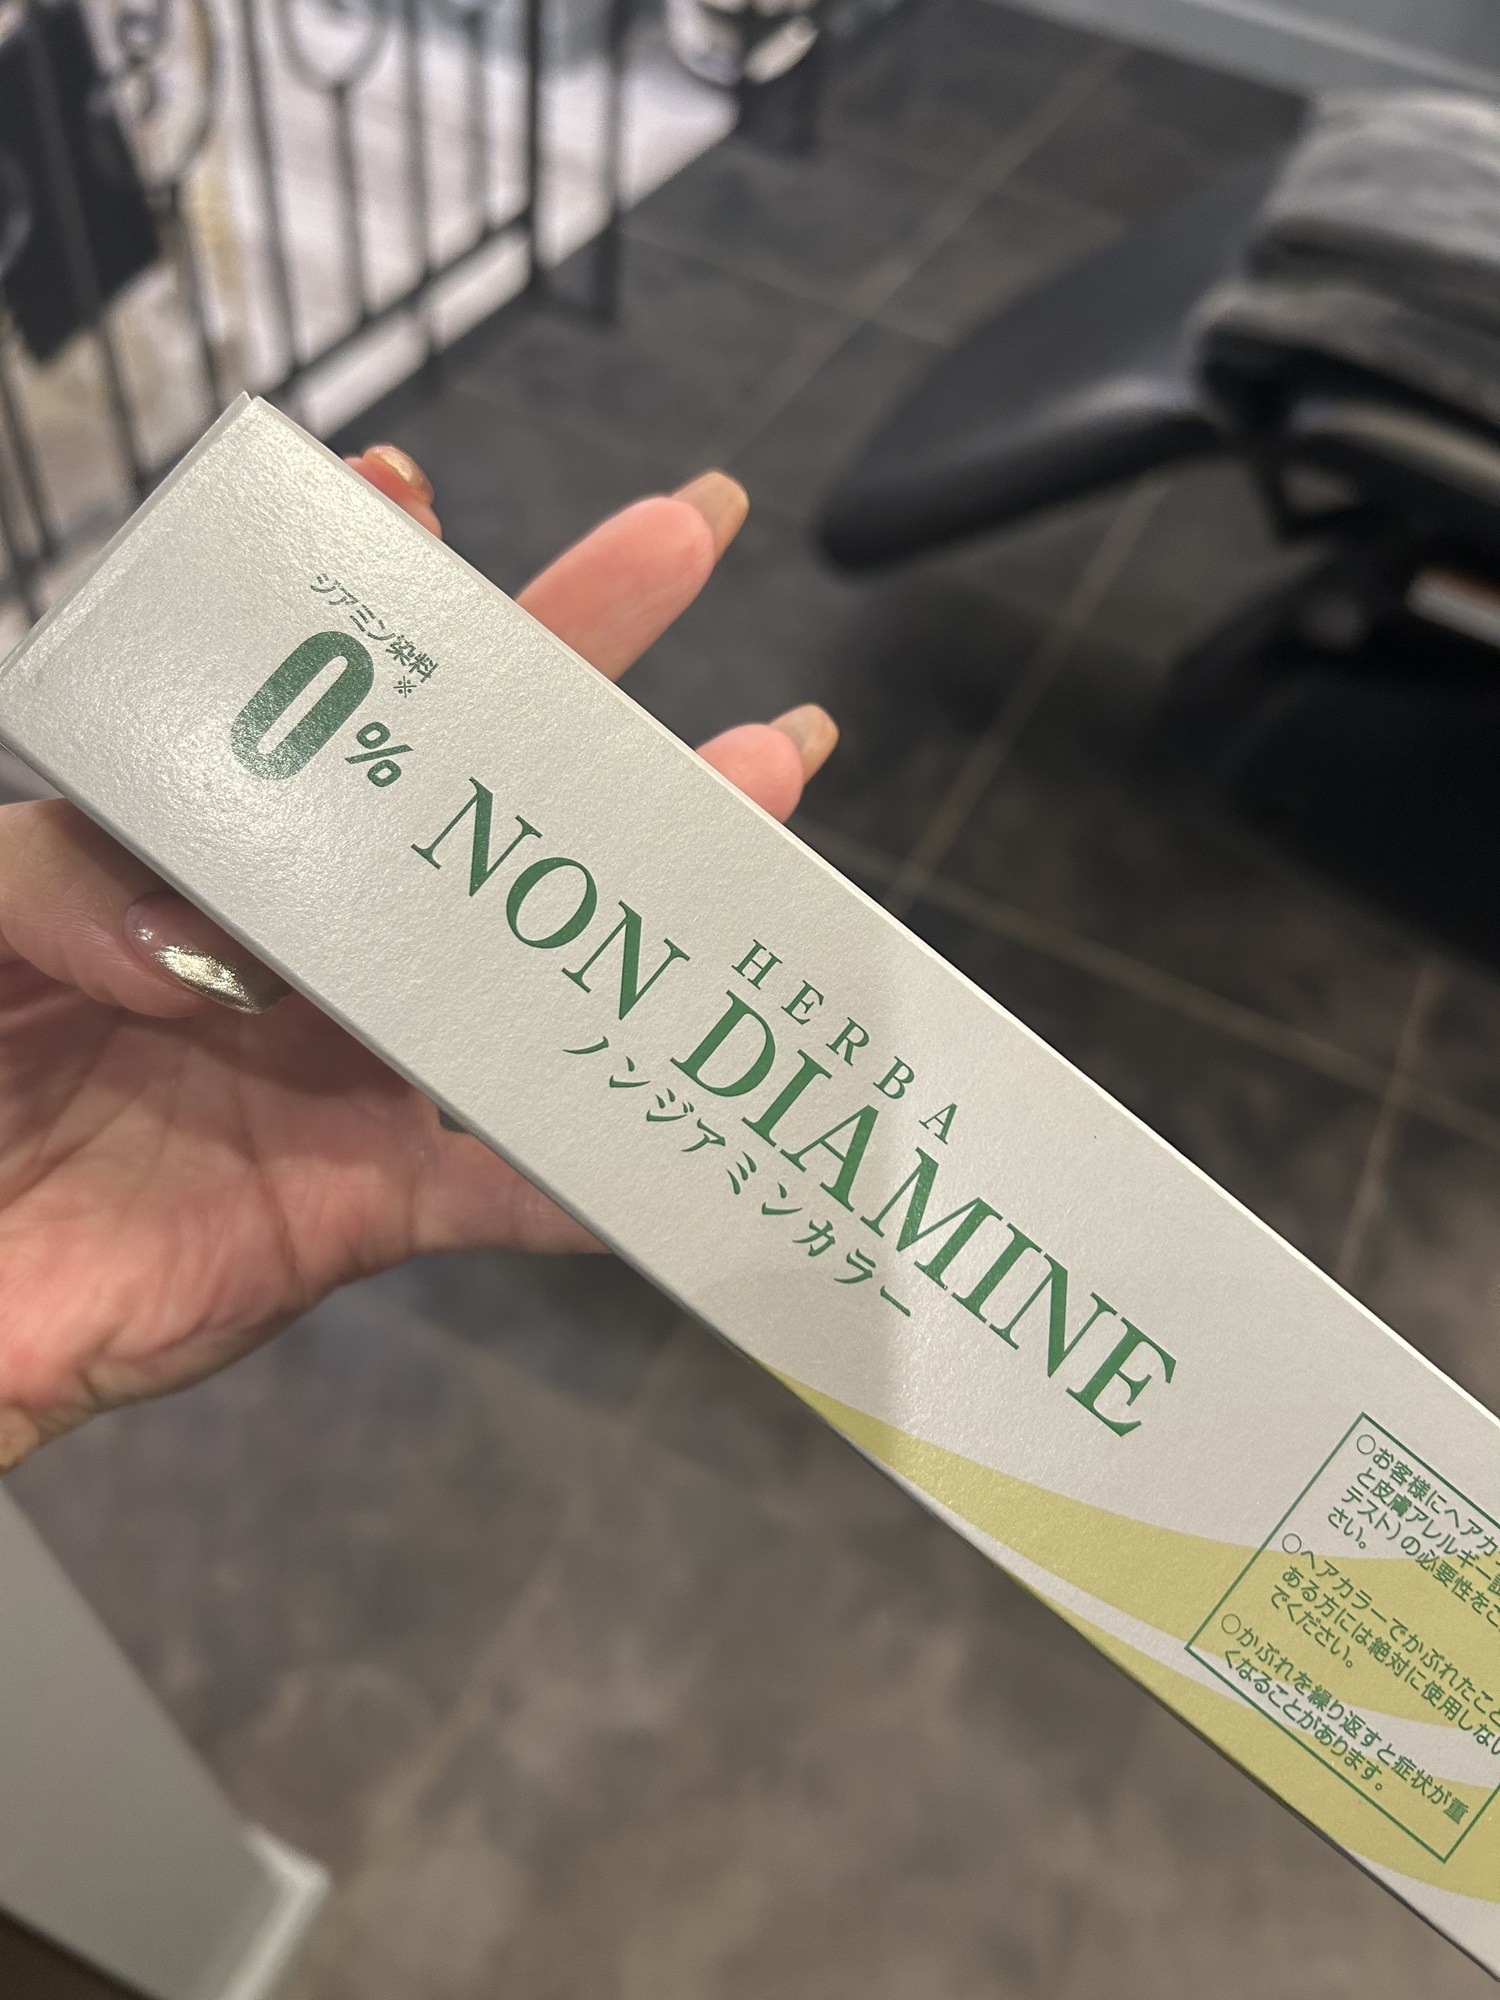 ジアミン染料※
0%
HERBA
NON DIAMINE
ノンジアミンカラー
○お客様にヘアカ
と皮膚アレルギー
テスト)の必要性を
さい。
○ヘアカラーでかぶれたこと
ある方には絶対に使用しな
でください。
○かぶれを繰り返すと症状が重
くなることがあります。